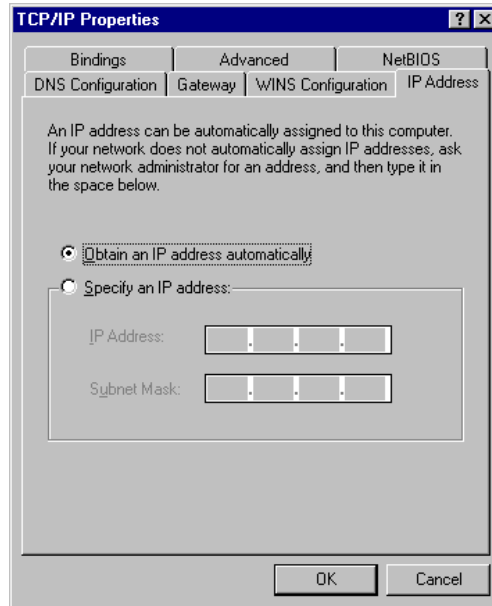 TCP/IP Properties
Bindings Advanced NetBIOS
DNS Configuration Gateway WINS Configuration IP Address
An IP address can be automatically assigned to this computer.
If your network does not automatically assign IP addresses, ask
your network administrator for an address, and then type it in
the space below.
Obtain an IP address automatically
Specify an IP address:
IP Address:
Subnet Mask:
OK Cancel